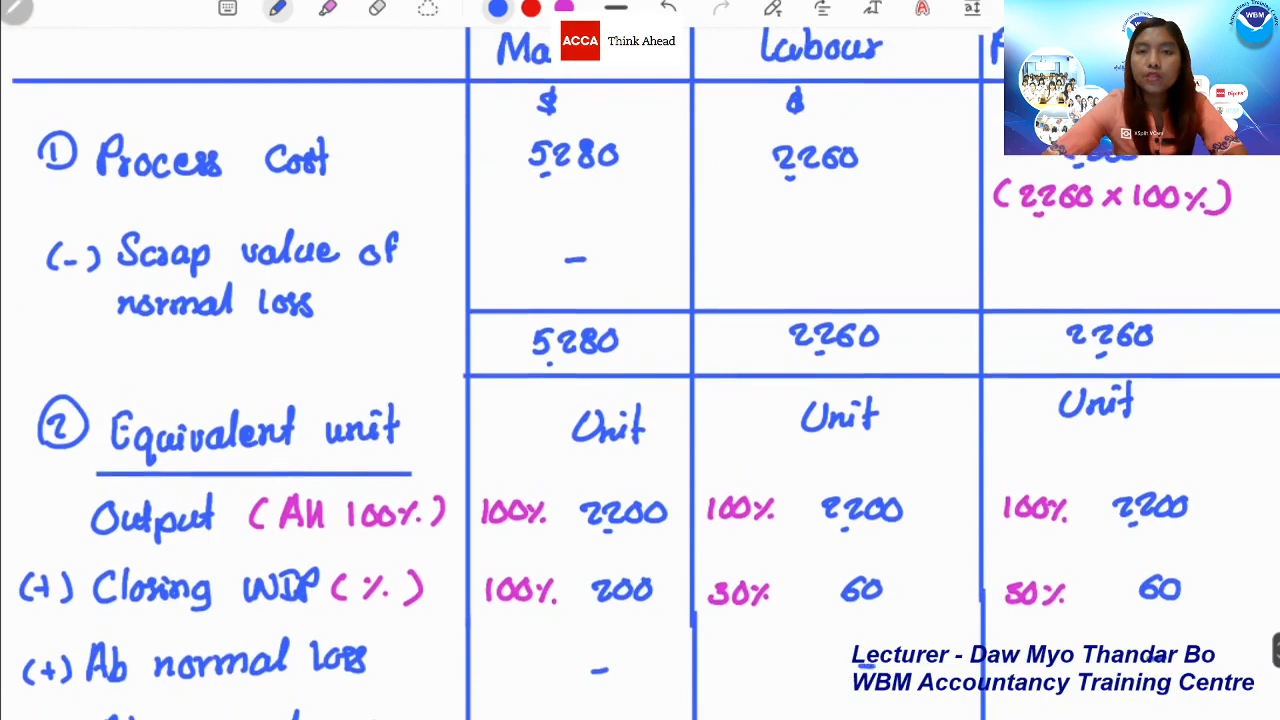 ACCA Think Ahead
WBM
Ma Labour
$ $
① Process cost 5280 2260
(2260 × 100%)
(-) Scrap value of –
normal loss
5280 2260 2260
② Equivalent unit Unit Unit Unit
Output (All 100%) 100% 2200 100% 2200 100% 2200
(+) Closing WIP (%) 100% 200 30% 60 30% 60
(+) Ab normal loss –
Lecturer - Daw Myo Thandar Bo
WBM Accountancy Training Centre